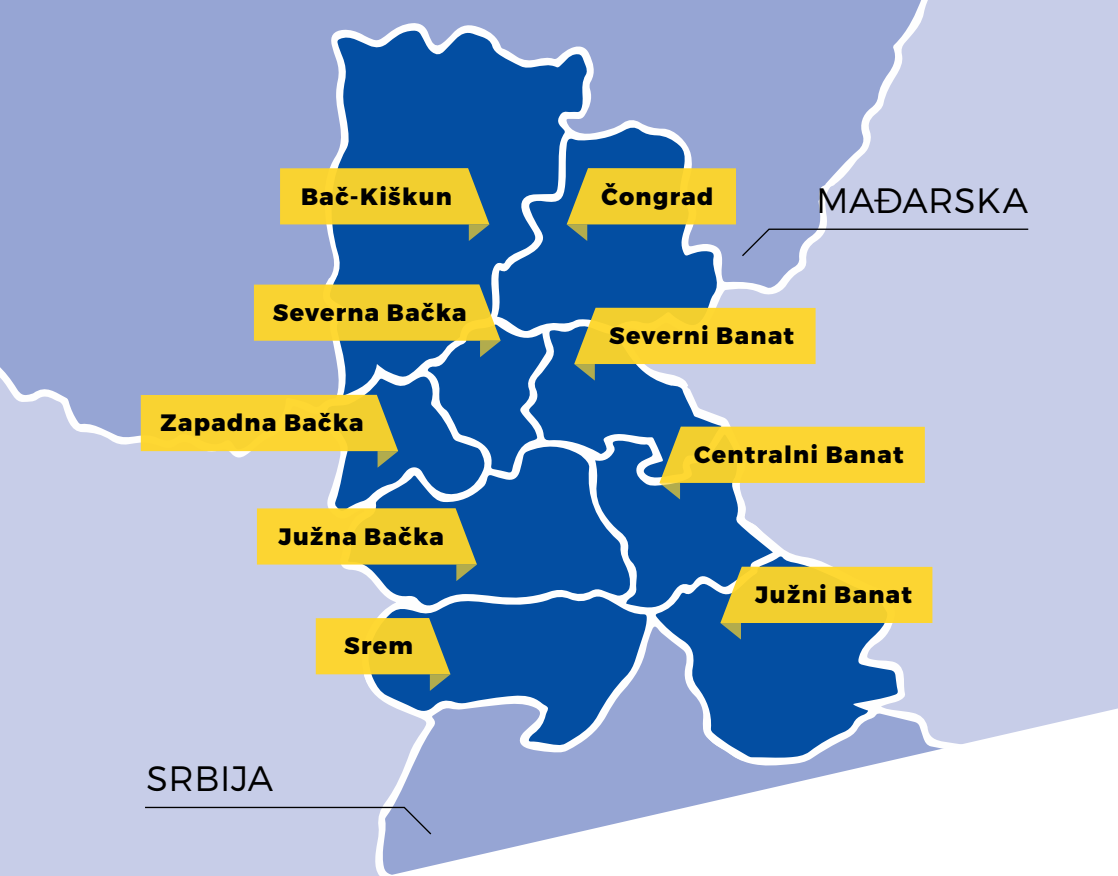 Bač-Kiškun
Čongrad
MAĐARSKA
Severna Bačka
Severni Banat
Zapadna Bačka
Centralni Banat
Južna Bačka
Južni Banat
Srem
SRBIJA